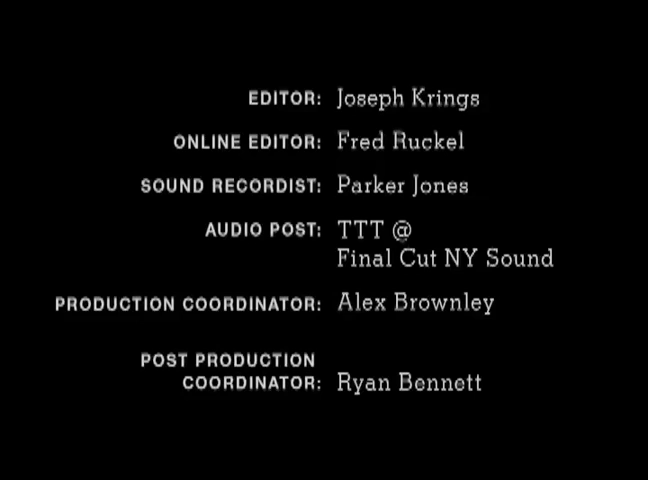 EDITOR: Joseph Krings
ONLINE EDITOR: Fred Ruckel
SOUND RECORDIST: Parker Jones
AUDIO POST: TTT @
Final Cut NY Sound
PRODUCTION COORDINATOR: Alex Brownley
POST PRODUCTION
COORDINATOR: Ryan Bennett